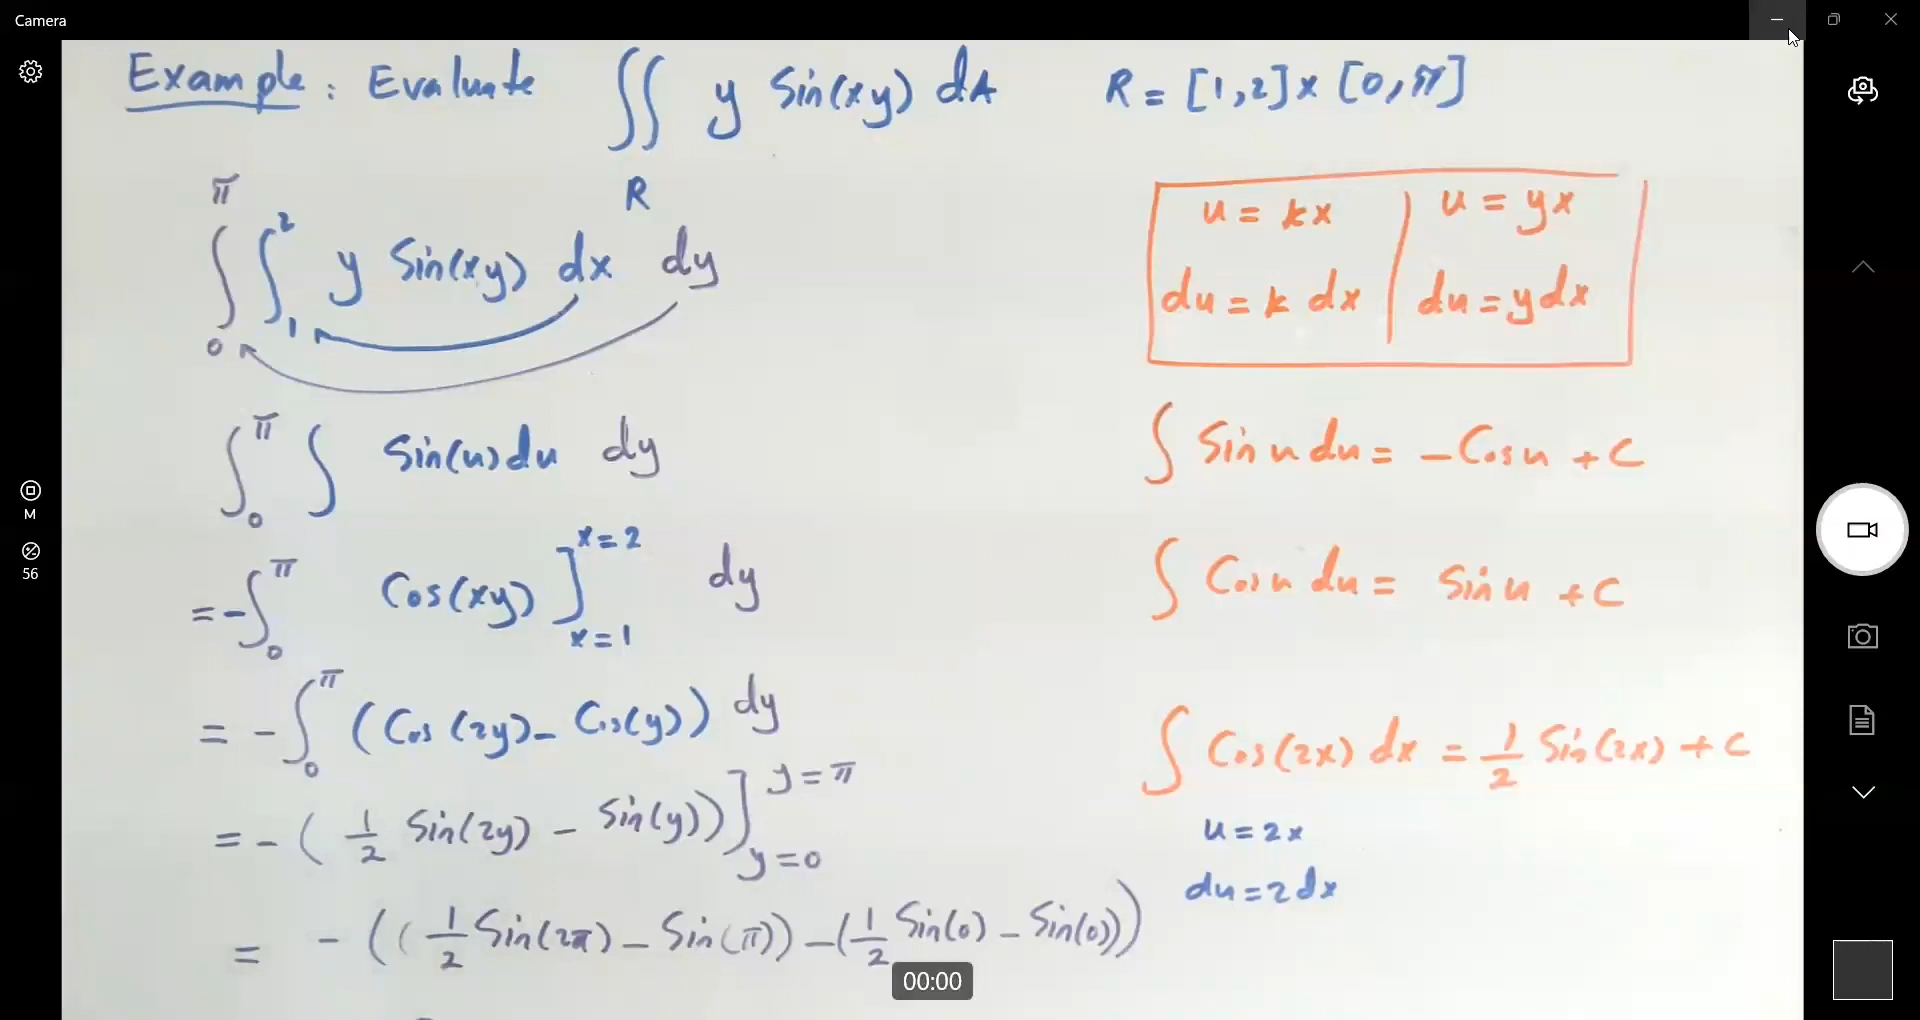 Camera
Example: Evaluate ∬ y Sin(xy) dA R = [1,2] x [0,π]
R
∫₀^π ∫₁² y Sin(xy) dx dy
u = kx | u = yx
du = k dx | du = y dx
∫₀^π ∫ Sin(u) du dy
∫ Sin u du = - Cos u + C
= - ∫₀^π Cos(xy) ]_{x=1}^{x=2} dy
∫ Cos u du = Sin u + C
= - ∫₀^π (Cos(2y) - Cos(y)) dy
∫ Cos(2x) dx = 1/2 Sin(2x) + C
= - ( 1/2 Sin(2y) - Sin(y)) ]_{y=0}^{y=π}
u = 2x
du = 2dx
= - (( 1/2 Sin(2π) - Sin(π)) - ( 1/2 Sin(0) - Sin(0)))
M
56
00:00